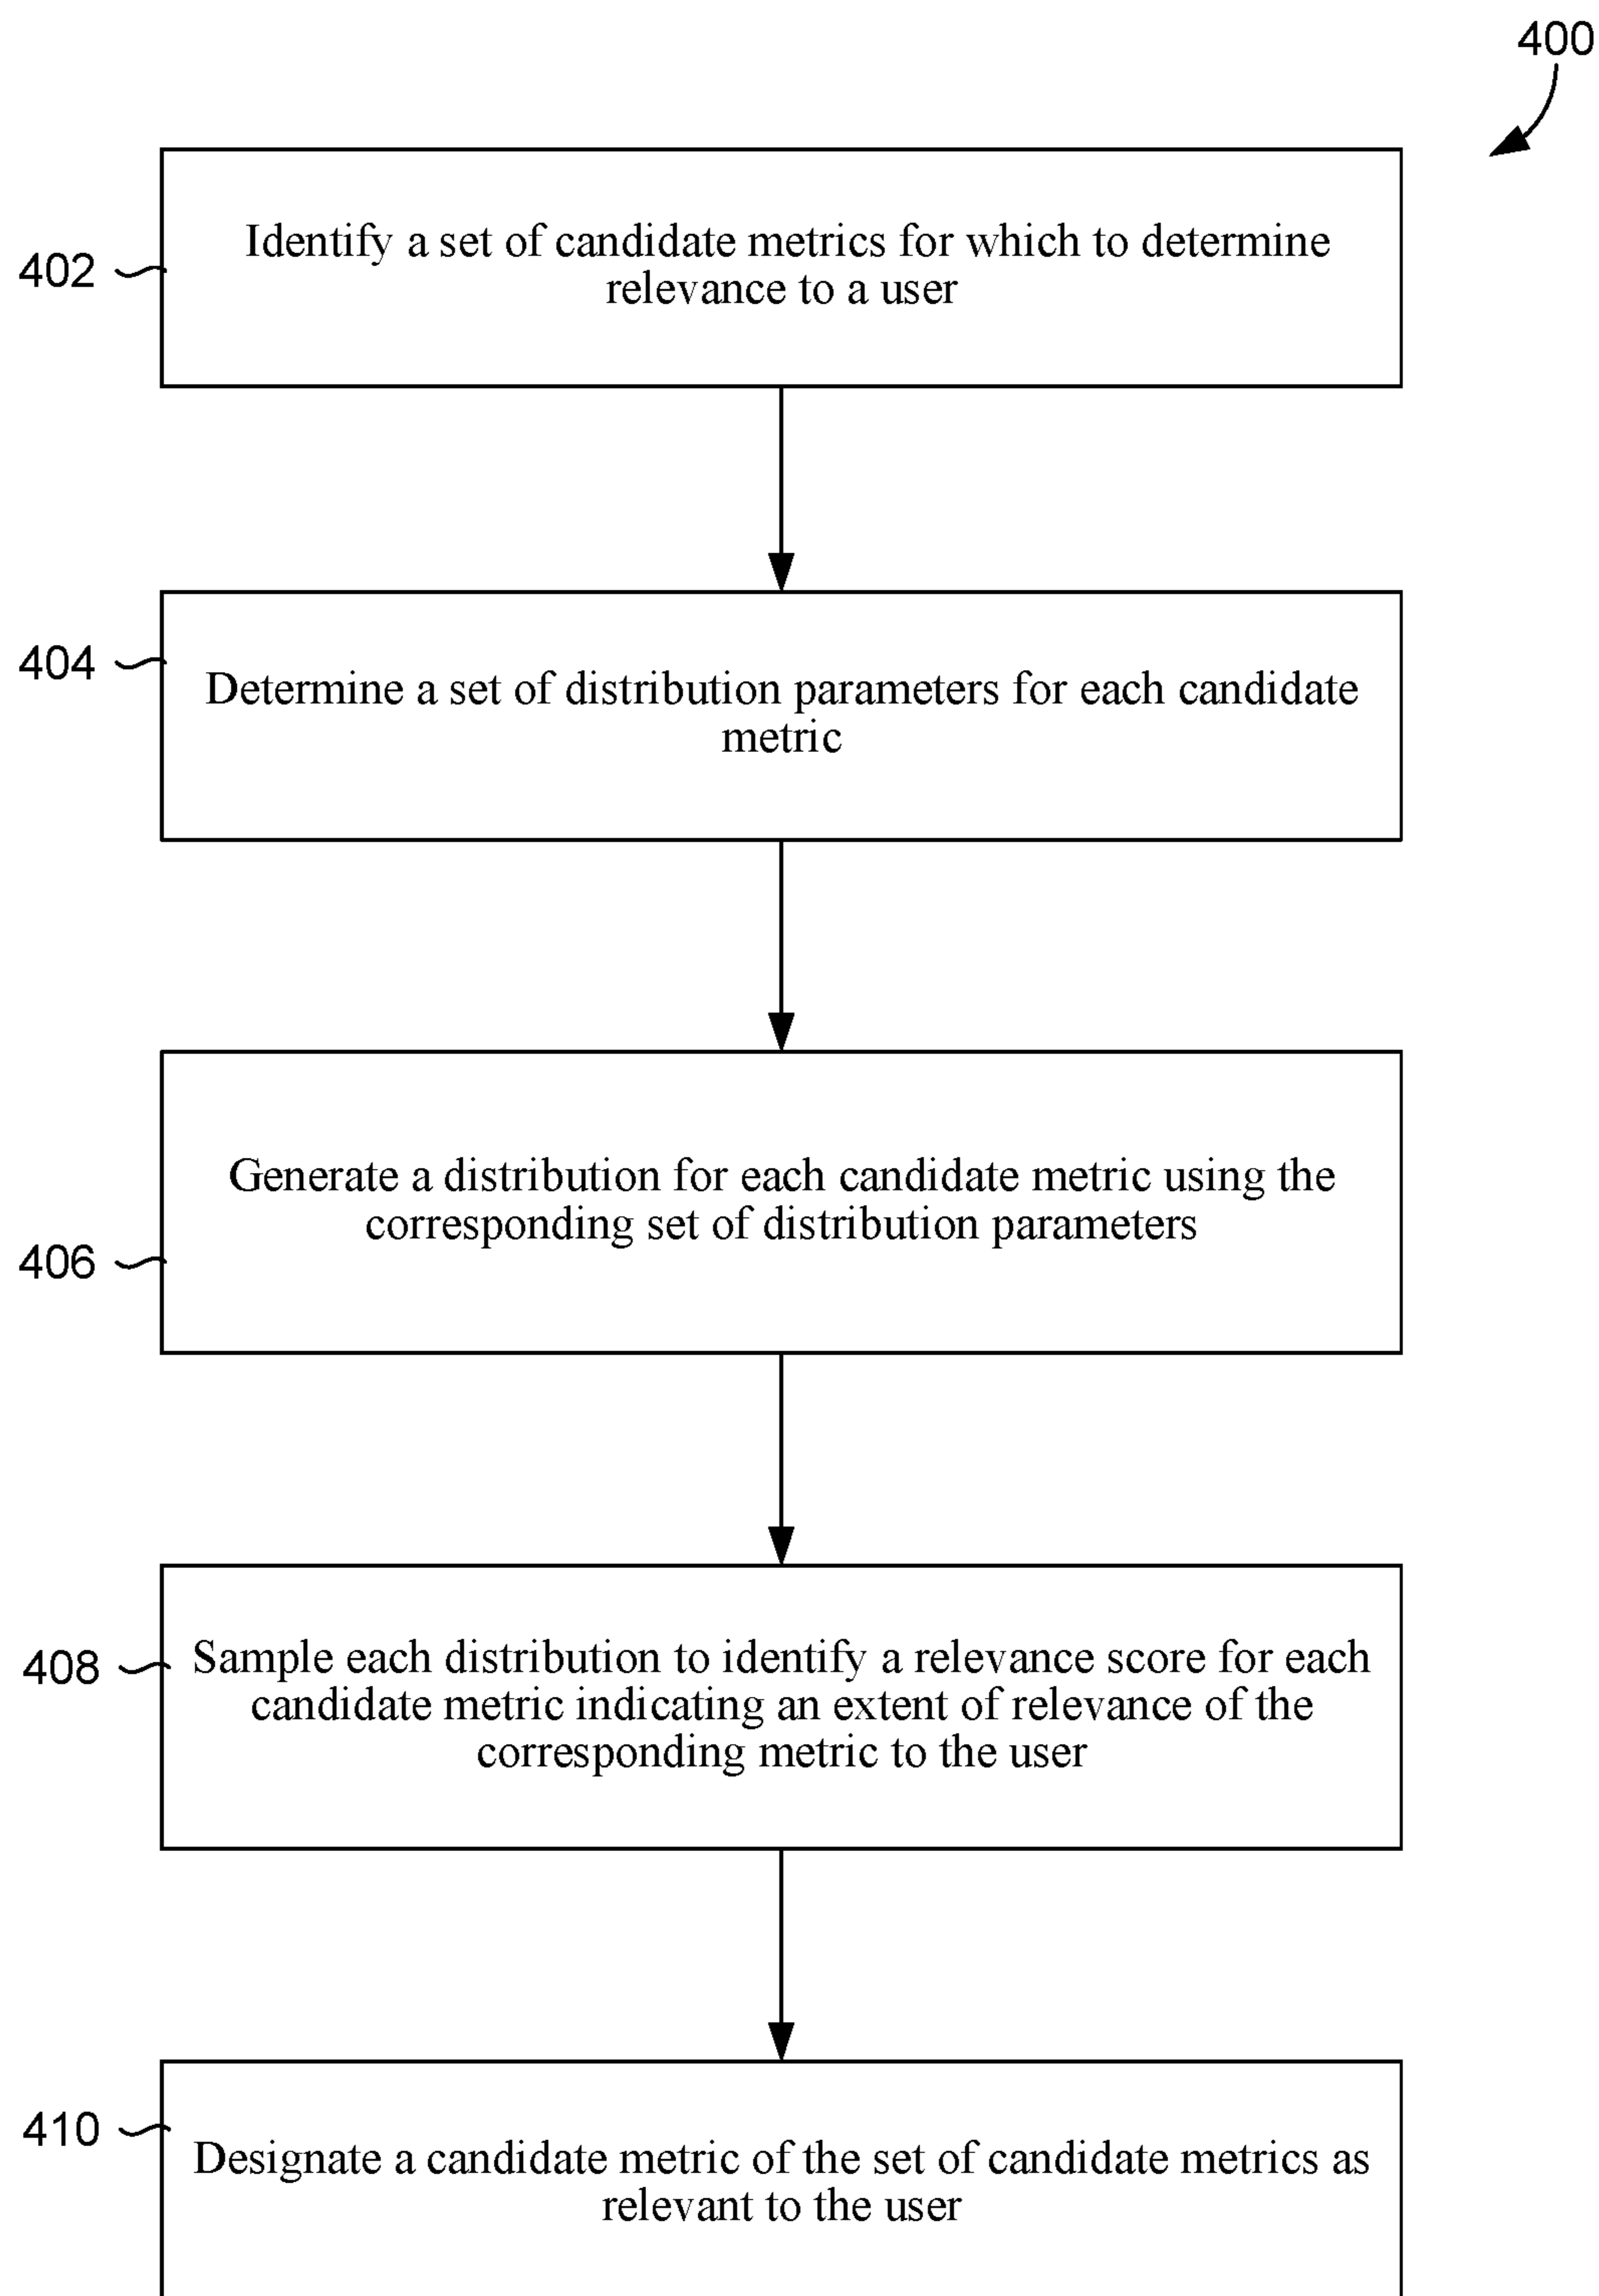 400
402
Identify a set of candidate metrics for which to determine
relevance to a user
404
Determine a set of distribution parameters for each candidate
metric
Generate a distribution for each candidate metric using the
corresponding set of distribution parameters
406
408
Sample each distribution to identify a relevance score for each
candidate metric indicating an extent of relevance of the
corresponding metric to the user
410
Designate a candidate metric of the set of candidate metrics as
relevant to the user